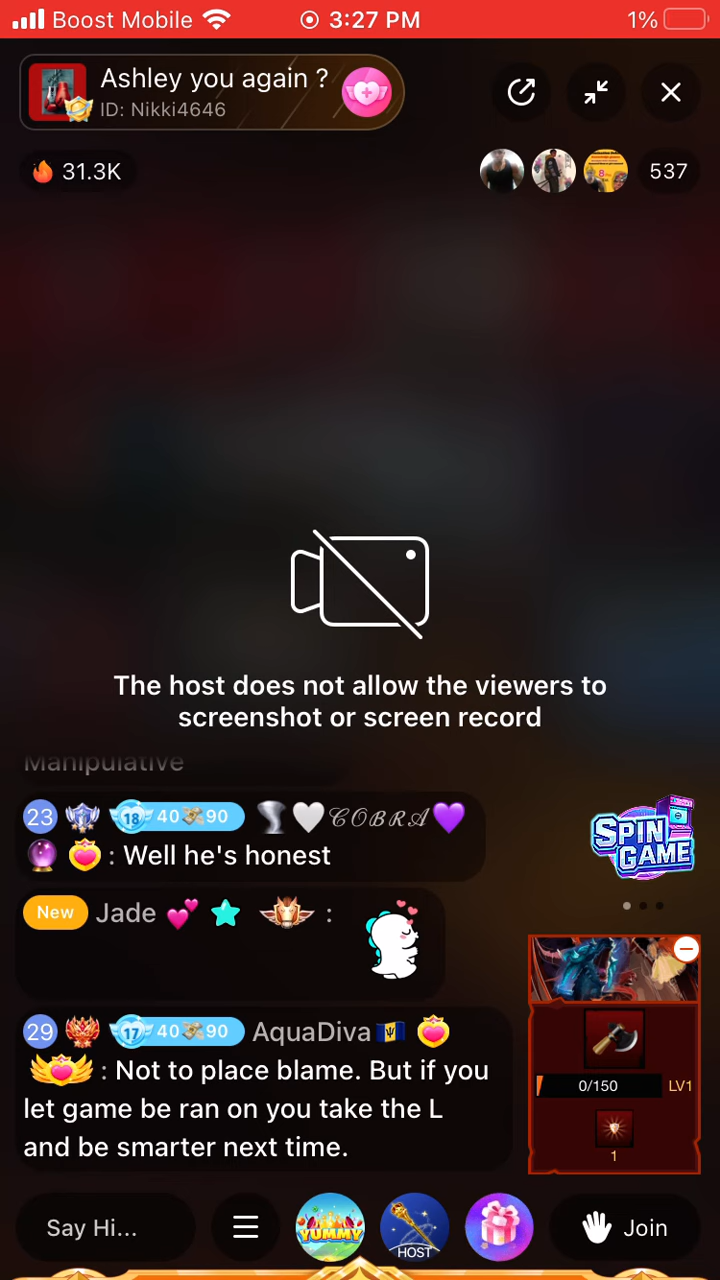 Boost Mobile 3:27 PM 1%
Ashley you again ?
ID: Nikki4646
31.3K 537
The host does not allow the viewers to
screenshot or screen record
Manipulative
23 18 40 90 𝒞𝒪𝐵𝑅𝒜
: Well he's honest
New Jade :
29 17 40 90 AquaDiva
: Not to place blame. But if you
let game be ran on you take the L
and be smarter next time.
SPIN
GAME
0/150 LV1
1
Say Hi... YUMMY HOST Join